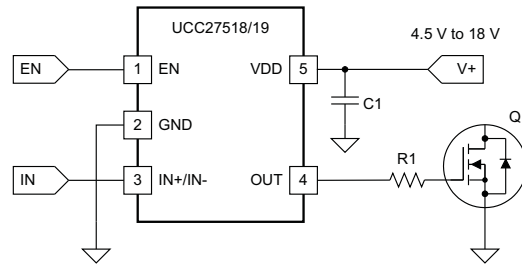 UCC27518/19
4.5 V to 18 V
EN
1
EN
VDD
5
V+
C1
2
GND
Q
IN
3
IN+/IN-
OUT
4
R1